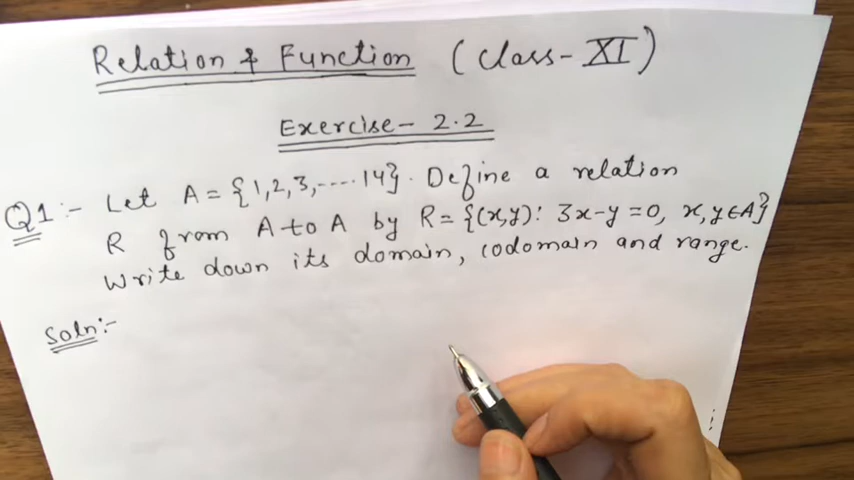 Relation & Function (Class-XI)
Exercise- 2.2
Q1:- Let A = {1,2,3,....14}. Define a relation
R from A to A by R = {(x,y): 3x-y=0, x,y∈A}
Write down its domain, codomain and range.
Soln:-